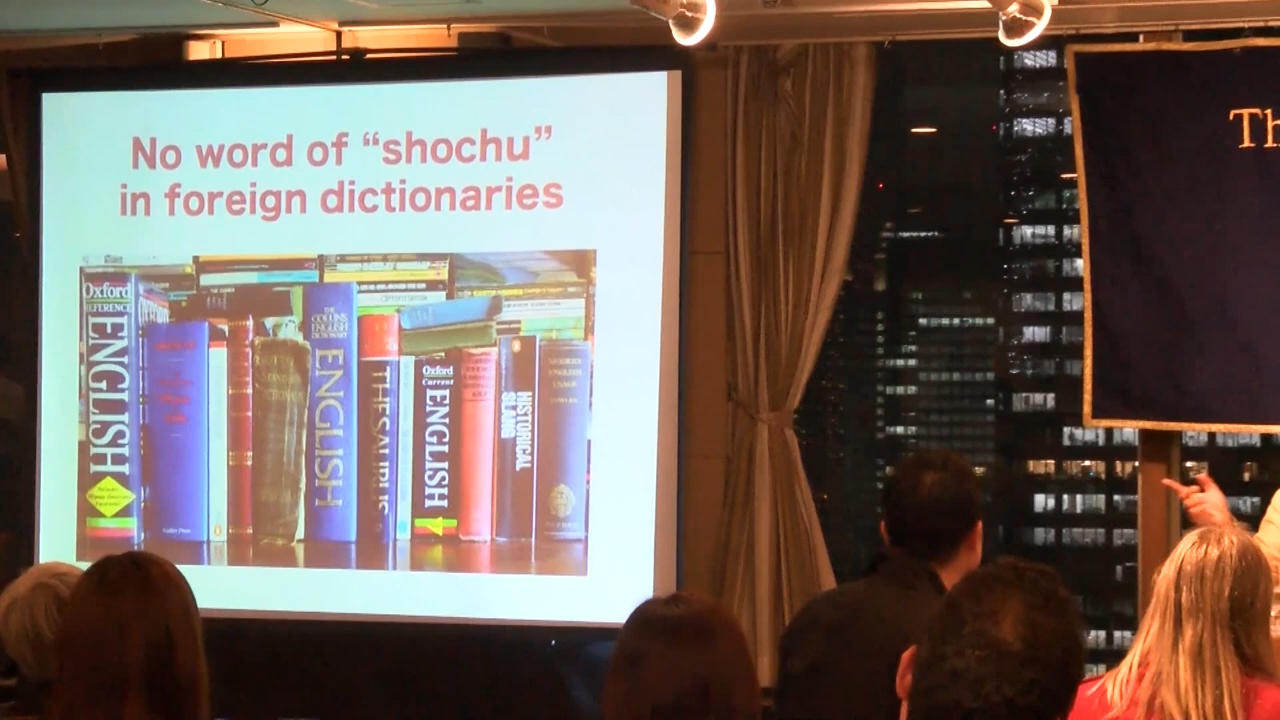 No word of “shochu”
in foreign dictionaries
Oxford
REFERENCE
ENGLISH
THE
COLLINS
ENGLISH
DICTIONARY
ENGLISH
THESAURUS
Oxford
Current
ENGLISH
HISTORICAL
SLANG
MODERN
ENGLISH
USAGE
Th